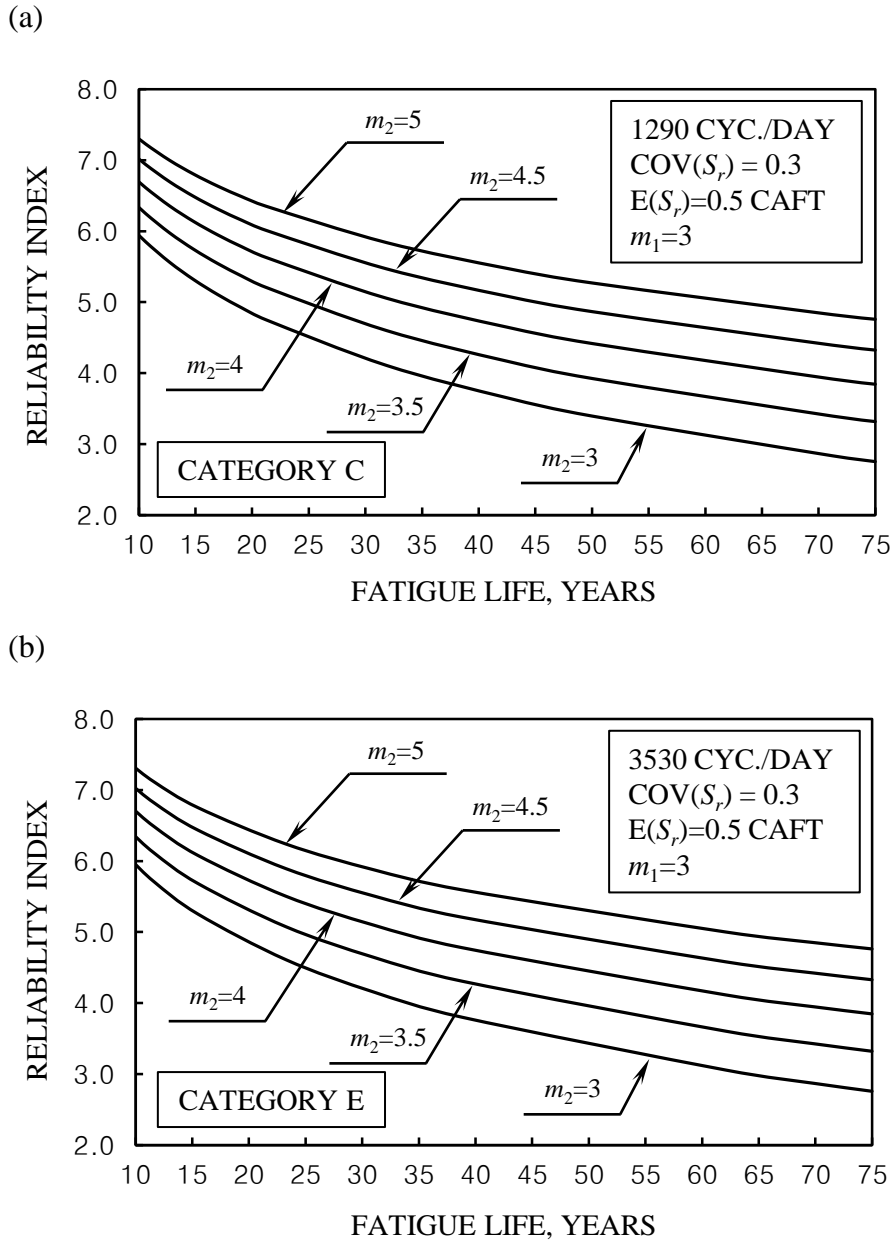 (a)
RELIABILITY INDEX
8.0
7.0
6.0
5.0
4.0
3.0
2.0
m₂=5
m₂=4.5
m₂=4
m₂=3.5
m₂=3
1290 CYC./DAY
COV(Sᵣ) = 0.3
E(Sᵣ)=0.5 CAFT
m₁=3
CATEGORY C
10 15 20 25 30 35 40 45 50 55 60 65 70 75
FATIGUE LIFE, YEARS
(b)
RELIABILITY INDEX
8.0
7.0
6.0
5.0
4.0
3.0
2.0
m₂=5
m₂=4.5
m₂=4
m₂=3.5
m₂=3
3530 CYC./DAY
COV(Sᵣ) = 0.3
E(Sᵣ)=0.5 CAFT
m₁=3
CATEGORY E
10 15 20 25 30 35 40 45 50 55 60 65 70 75
FATIGUE LIFE, YEARS